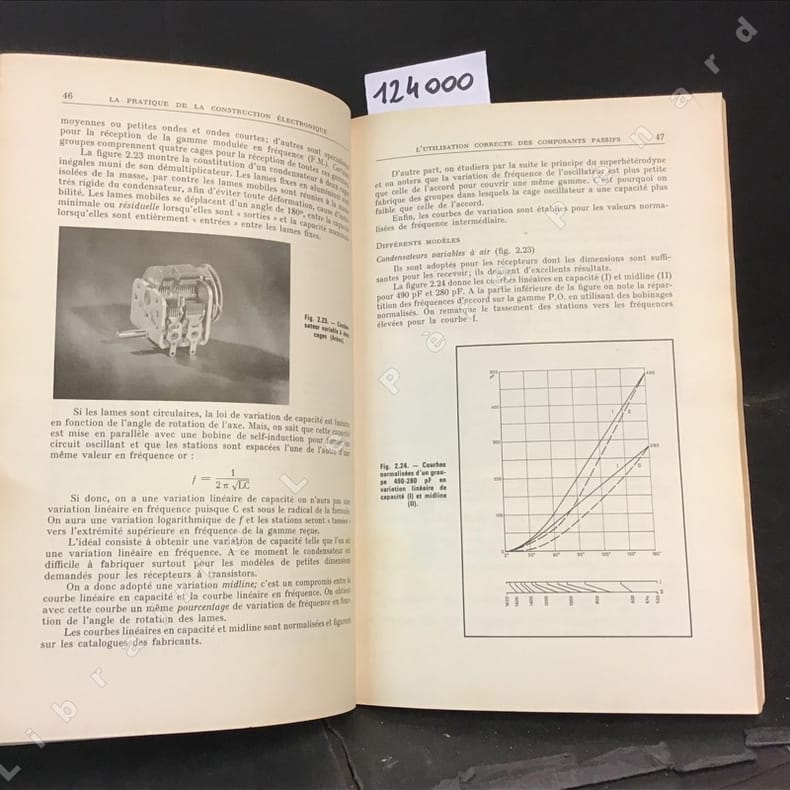 124000
46
LA PRATIQUE DE LA CONSTRUCTION ÉLECTRONIQUE
moyennes ou petites ondes et ondes courtes; d'autres sont
pour la réception de la gamme modulée en fréquence (F.M.). Certains
groupes comprennent quatre cages pour la réception de toutes ces gammes.
La figure 2.23 montre la constitution d'un condensateur à deux cages
inégales muni de son démultiplicateur. Les lames fixes en aluminium sont
isolées de la masse, par contre les lames mobiles sont réunies à la
très rigide du condensateur, afin d'éviter toute déformation, cause
bilité. Les lames mobiles se déplacent d'un angle de 180°, entre la capacité
minimale ou résiduelle lorsqu'elles sont « sorties » et la capacité maximale
lorsqu'elles sont entièrement « entrées » entre les lames fixes.
Fig. 2.23. — Conden-
sateur variable à deux
cages (Aréna).
Si les lames sont circulaires, la loi de variation de capacité est linéaire
en fonction de l'angle de rotation de l'axe. Mais, on sait que cette capacité
est mise en parallèle avec une bobine de self-induction pour former un
circuit oscillant et que les stations sont espacées l'une de l'autre d'une
même valeur en fréquence or :
f = 1 / 2 π √LC
Si donc, on a une variation linéaire de capacité on n'aura pas une
variation linéaire en fréquence puisque C est sous le radical de la formule.
On aura une variation logarithmique de f et les stations seront « tassées »
vers l'extrémité supérieure en fréquence de la gamme reçue.
L'idéal consiste à obtenir une variation de capacité telle que l'on ait
une variation linéaire en fréquence. A ce moment le condensateur est
difficile à fabriquer surtout pour les modèles de petites dimensions
demandés pour les récepteurs à transistors.
On a donc adopté une variation midline; c'est un compromis entre la
courbe linéaire en capacité et la courbe linéaire en fréquence. On obtient
avec cette courbe un même pourcentage de variation de fréquence en fonc-
tion de l'angle de rotation des lames.
Les courbes linéaires en capacité et midline sont normalisées et figurent
sur les catalogues des fabricants.
L'UTILISATION CORRECTE DES COMPOSANTS PASSIFS
47
D'autre part, on étudiera par la suite le principe du superhétérodyne
et on notera que la variation de fréquence de l'oscillateur est plus petite
que celle de l'accord pour couvrir une même gamme. C'est pourquoi on
fabrique des groupes dans lesquels la cage oscillateur a une capacité plus
faible que celle de l'accord.
Enfin, les courbes de variation sont établies pour les valeurs norma-
lisées de fréquence intermédiaire.
DIFFÉRENTS MODÈLES
Condensateurs variables à air (fig. 2.23)
Ils sont adoptés pour les récepteurs dont les dimensions sont suffi-
santes pour les recevoir; ils donnent d'excellents résultats.
La figure 2.24 donne les courbes linéaires en capacité (I) et midline (II)
pour 490 pF et 280 pF. A la partie inférieure de la figure on note la répar-
tition des fréquences d'accord sur la gamme P.O. en utilisant des bobinages
normalisés. On remarque le tassement des stations vers les fréquences
élevées pour la courbe I.
Fig. 2.24. — Courbes
normalisées d'un grou-
pe 490-280 pF en
variation linéaire de
capacité (I) et midline
(II).
500
pF
400
300
200
100
0
490
280
I
II
I
II
0° 30° 60° 90° 120° 150° 180°
I
II
Librairie Le Père Pénard